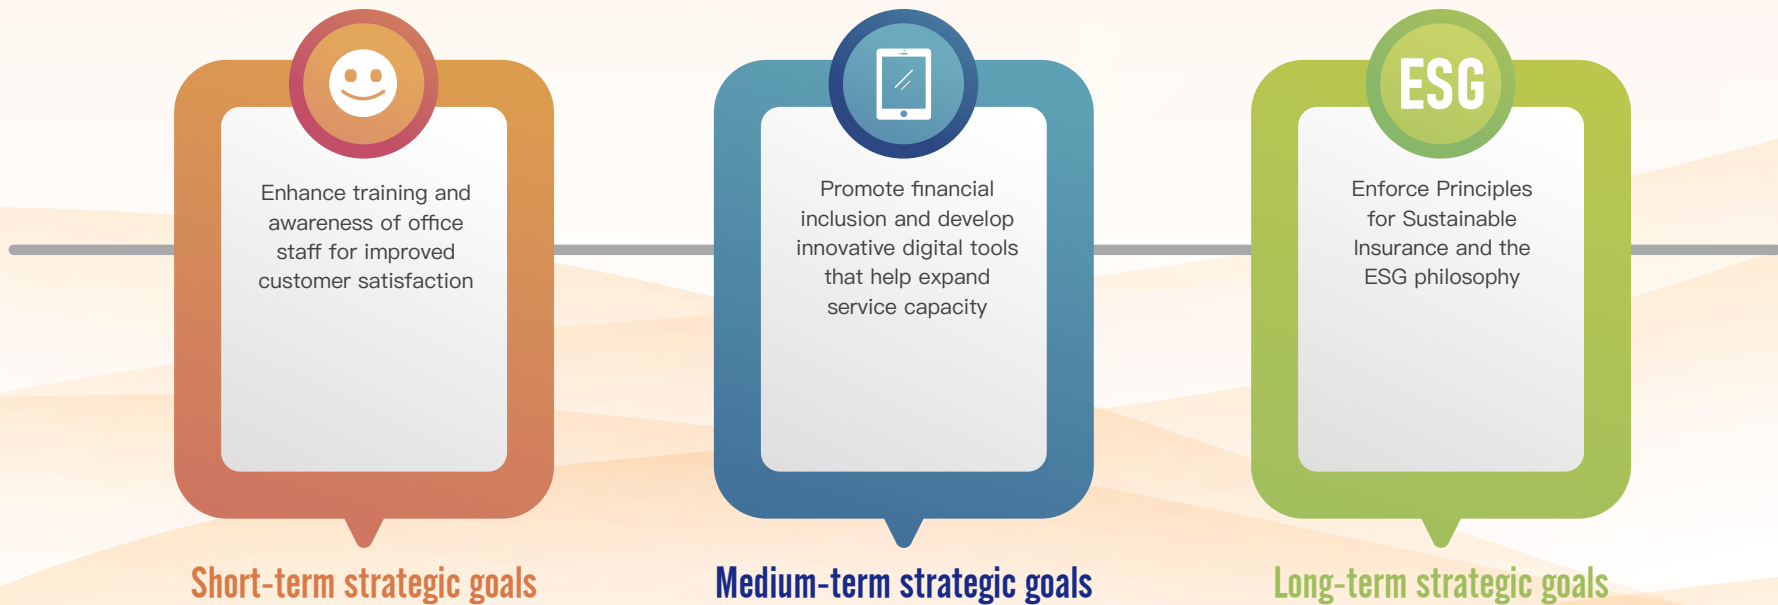 Enhance training and
awareness of office
staff for improved
customer satisfaction
Short-term strategic goals
Promote financial
inclusion and develop
innovative digital tools
that help expand
service capacity
Medium-term strategic goals
ESG
Enforce Principles
for Sustainable
Insurance and the
ESG philosophy
Long-term strategic goals